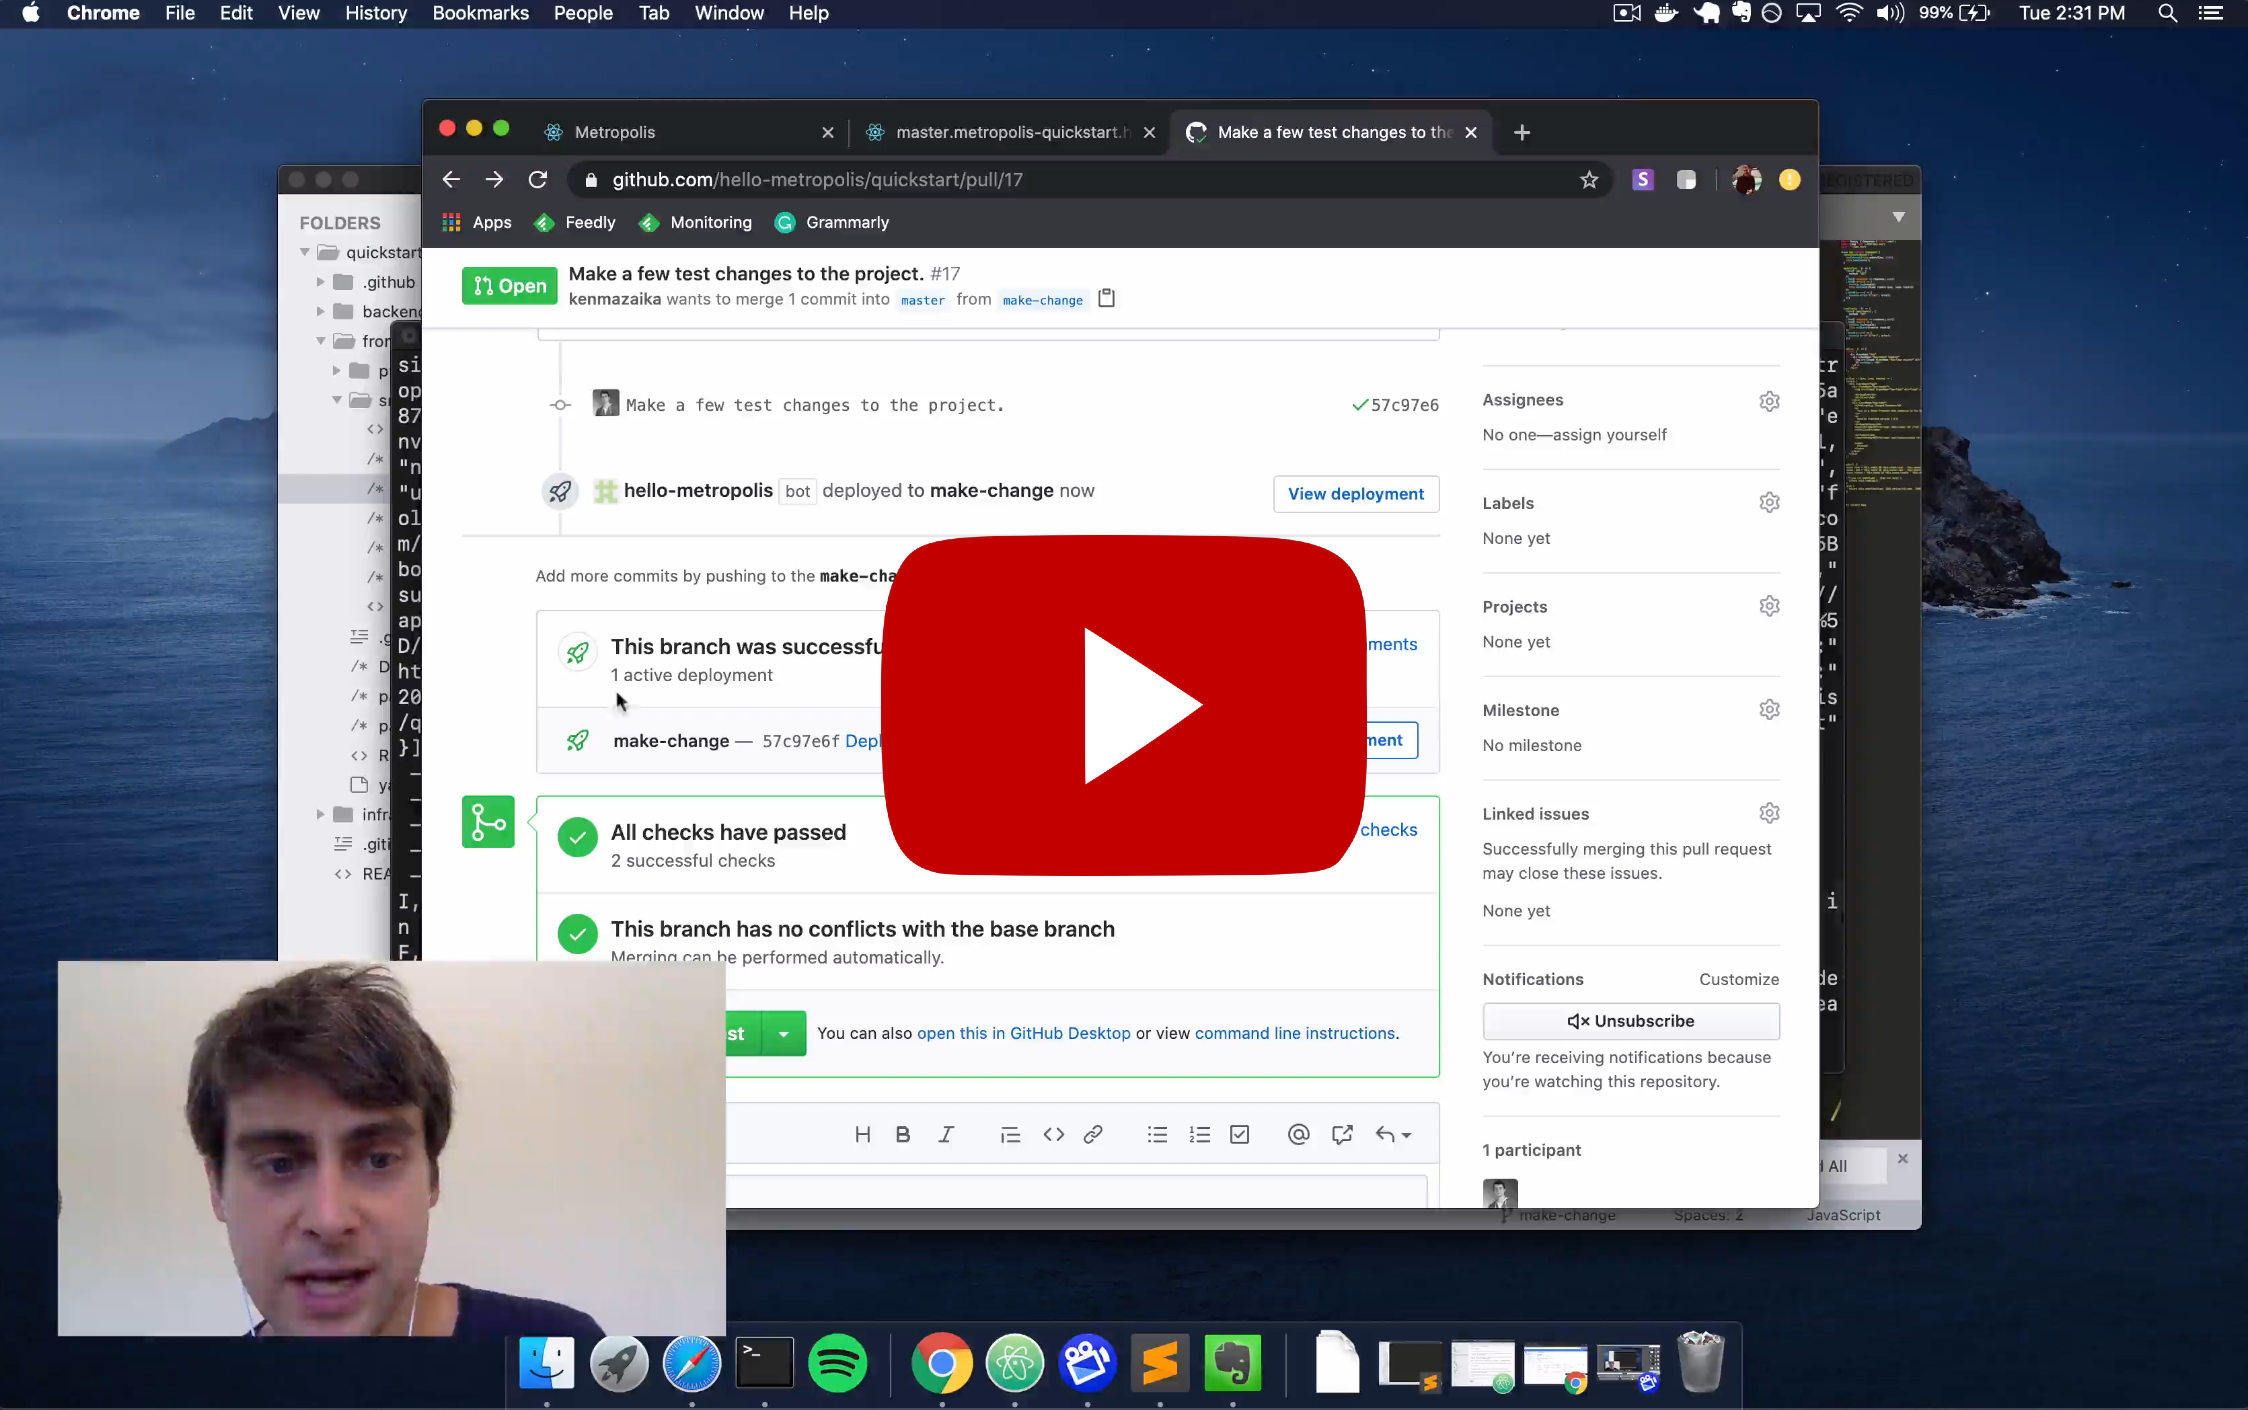 Chrome File Edit View History Bookmarks People Tab Window Help 99% Tue 2:31 PM
Metropolis master.metropolis-quickstart.h Make a few test changes to the
github.com/hello-metropolis/quickstart/pull/17
Apps Feedly Monitoring Grammarly
FOLDERS
quickstart
.github
Open
Make a few test changes to the project. #17
kenmazaika wants to merge 1 commit into master from make-change
Make a few test changes to the project. 57c97e6
hello-metropolis bot deployed to make-change now View deployment
Add more commits by pushing to the make-cha
This branch was successfu ments
1 active deployment
make-change — 57c97e6f Depl ment
All checks have passed checks
2 successful checks
This branch has no conflicts with the base branch
Merging can be performed automatically.
st You can also open this in GitHub Desktop or view command line instructions.
Assignees
No one—assign yourself
Labels
None yet
Projects
None yet
Milestone
No milestone
Linked issues
Successfully merging this pull request
may close these issues.
None yet
Notifications Customize
Unsubscribe
You're receiving notifications because
you're watching this repository.
1 participant
make-change Spaces: 2 JavaScript